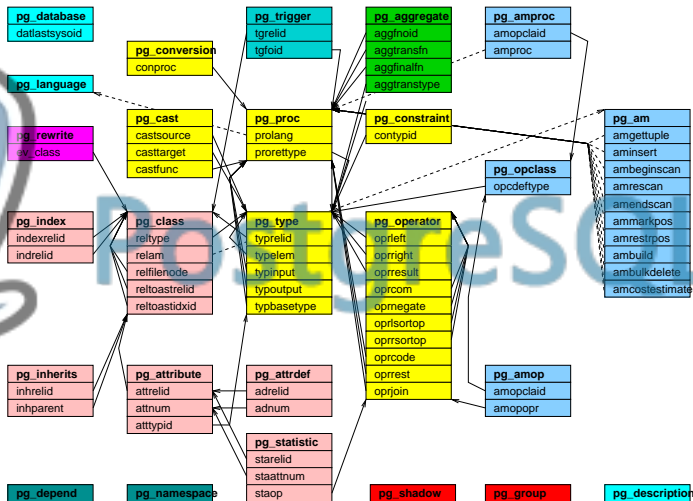 pg_database
datlastsysoid
pg_trigger
tgrelid
tgfoid
pg_aggregate
aggfnoid
aggtransfn
aggfinalfn
aggtranstype
pg_amproc
amopclaid
amproc
pg_conversion
conproc
pg_language
pg_rewrite
ev_class
pg_cast
castsource
casttarget
castfunc
pg_proc
prolang
prorettype
pg_constraint
contypid
pg_opclass
opcdeftype
pg_am
amgettuple
aminsert
ambeginscan
amrescan
amendscan
ammarkpos
amrestrpos
ambuild
ambulkdelete
amcostestimate
pg_index
indexrelid
indrelid
pg_class
reltype
relam
relfilenode
reltoastrelid
reltoastidxid
pg_type
typrelid
typelem
typinput
typoutput
typbasetype
pg_operator
oprleft
oprright
oprresult
oprcom
oprnegate
oprlsortop
oprrsortop
oprcode
oprrest
oprjoin
PostgreSQL
pg_inherits
inhrelid
inhparent
pg_attribute
attrelid
attnum
atttypid
pg_attrdef
adrelid
adnum
pg_amop
amopclaid
amopopr
pg_statistic
starelid
staattnum
staop
pg_depend
pg_namespace
pg_shadow
pg_group
pg_description